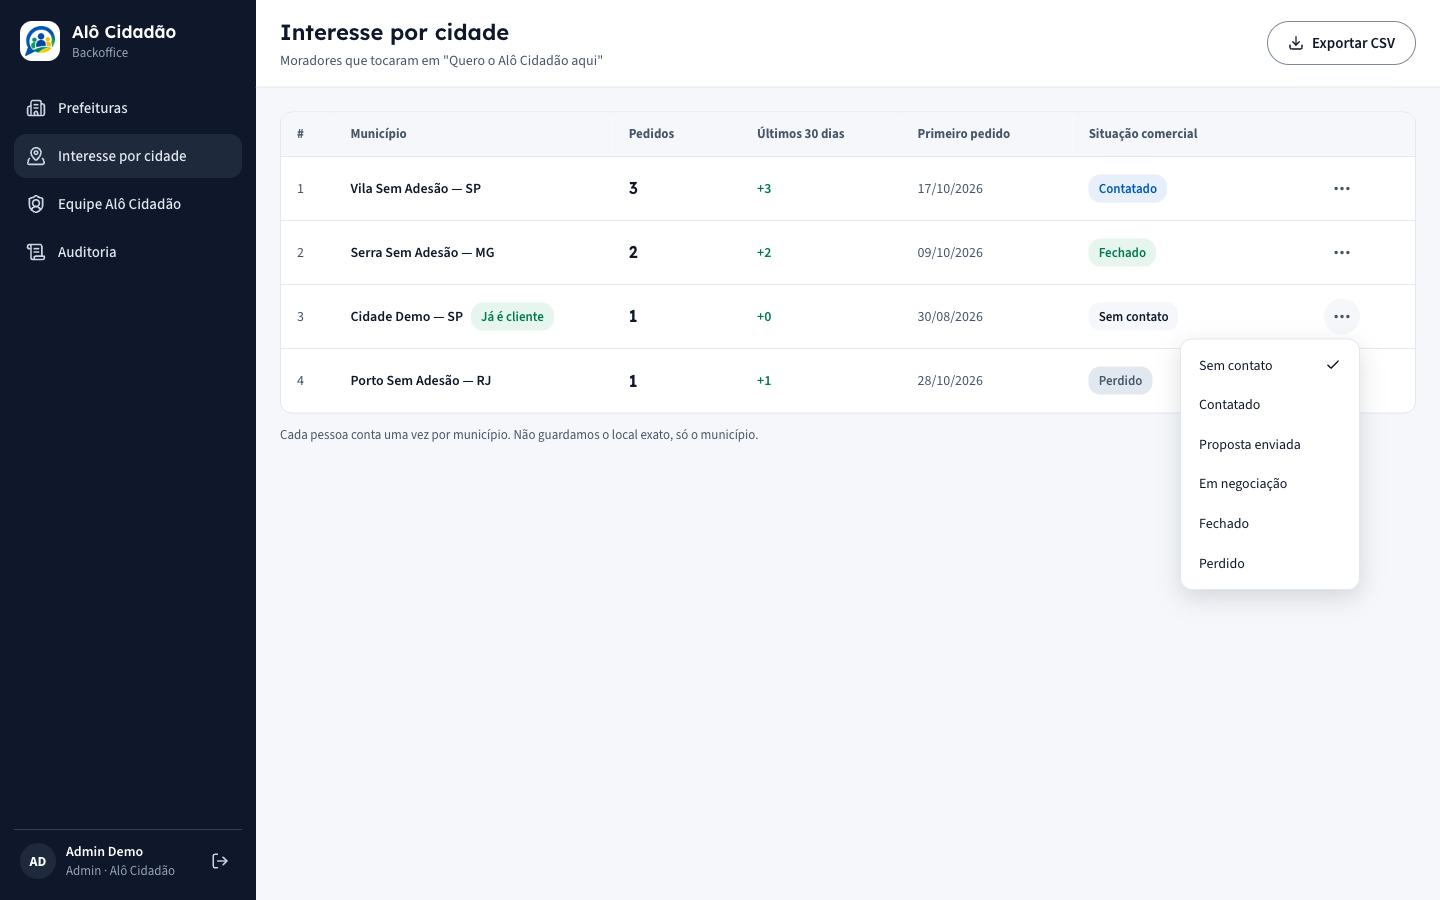 Alô Cidadão
Backoffice
Prefeituras
Interesse por cidade
Equipe Alô Cidadão
Auditoria
AD
Admin Demo
Admin · Alô Cidadão
Interesse por cidade
Moradores que tocaram em "Quero o Alô Cidadão aqui"
Exportar CSV
# Município Pedidos Últimos 30 dias Primeiro pedido Situação comercial
1 Vila Sem Adesão — SP 3 +3 17/10/2026 Contatado
2 Serra Sem Adesão — MG 2 +2 09/10/2026 Fechado
3 Cidade Demo — SP Já é cliente 1 +0 30/08/2026 Sem contato
4 Porto Sem Adesão — RJ 1 +1 28/10/2026 Perdido
Sem contato
Contatado
Proposta enviada
Em negociação
Fechado
Perdido
Cada pessoa conta uma vez por município. Não guardamos o local exato, só o município.